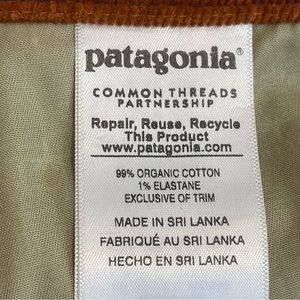 patagonia®
COMMON THREADS
PARTNERSHIP
Repair, Reuse, Recycle
This Product
www.patagonia.com
99% ORGANIC COTTON
1% ELASTANE
EXCLUSIVE OF TRIM
MADE IN SRI LANKA
FABRIQUÉ AU SRI LANKA
HECHO EN SRI LANKA